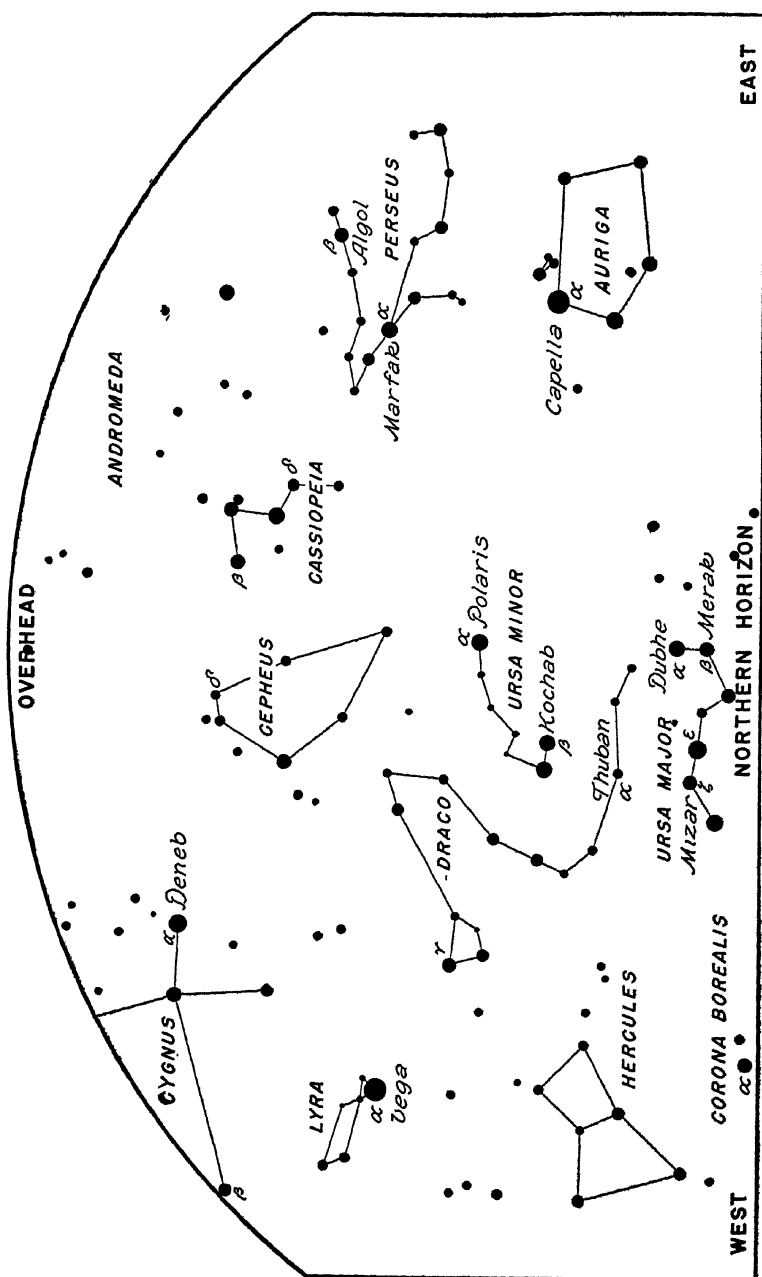 OVERHEAD
ANDROMEDA
β
Algol
PERSEUS
α
Marfak
δ
β
CASSIOPEIA
δ
CEPHEUS
α
Deneb
CYGNUS
β
LYRA
α
Vega
α
Capella
AURIGA
α
Polaris
URSA MINOR
Kochab
β
DRACO
γ
Thuban
α
HERCULES
Dubhe
α
β
Merak
URSA MAJOR
ε
Mizar
ζ
CORONA BOREALIS
α
WEST
NORTHERN HORIZON
EAST